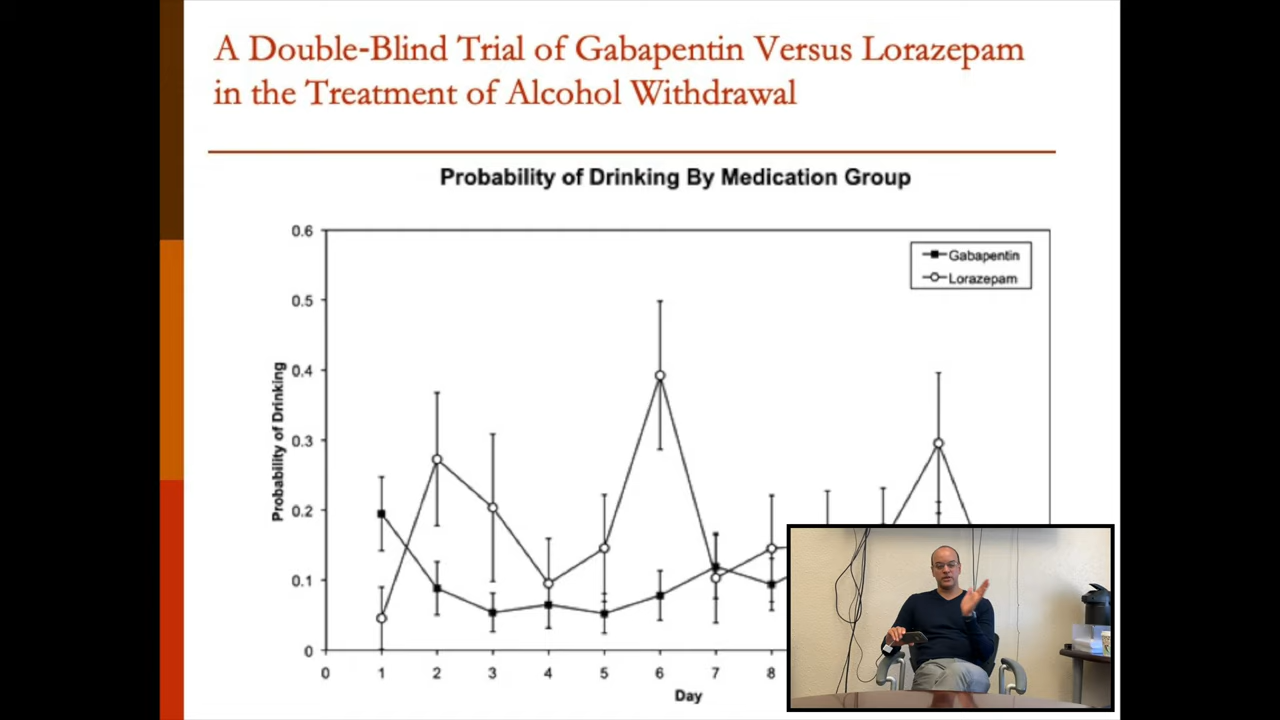 A Double-Blind Trial of Gabapentin Versus Lorazepam
in the Treatment of Alcohol Withdrawal
Probability of Drinking By Medication Group
0.6
Gabapentin
Lorazepam
0.5
0.4
Probability of Drinking
0.3
0.2
0.1
0
0 1 2 3 4 5 6 7 8
Day